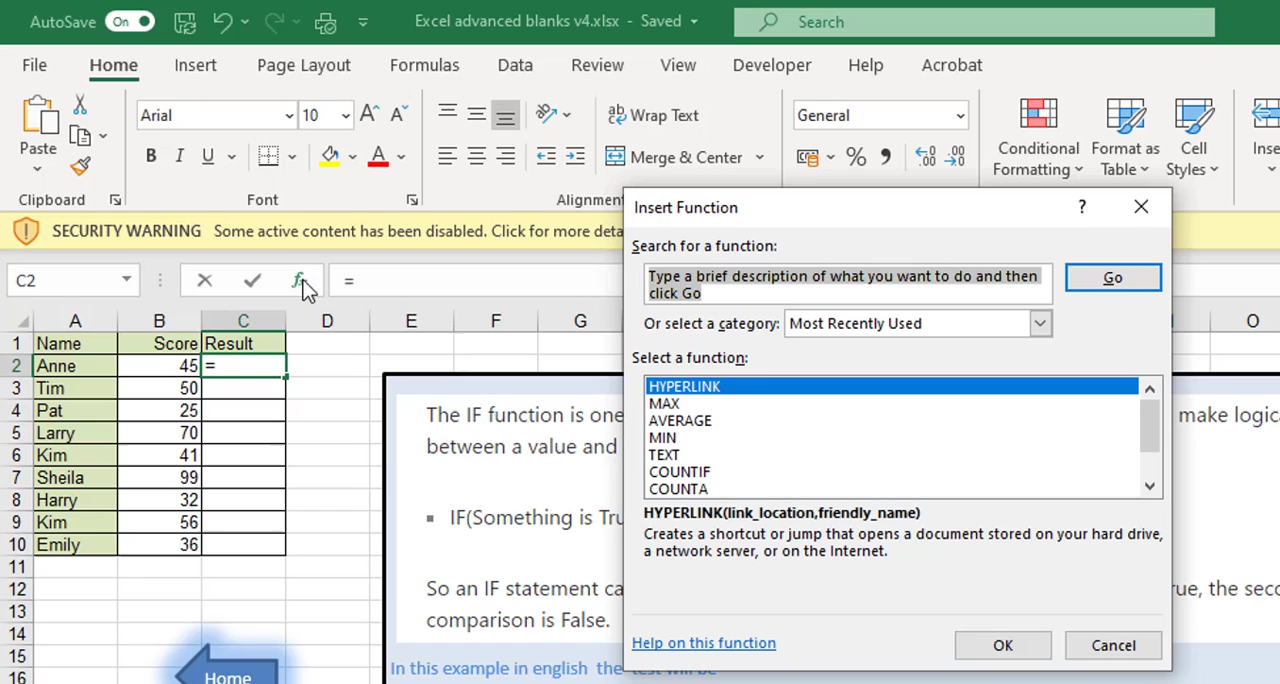 AutoSave On Excel advanced blanks v4.xlsx - Saved Search
File Home Insert Page Layout Formulas Data Review View Developer Help Acrobat
Paste
Clipboard
Arial 10
B I U A
Font
Wrap Text
Merge & Center
Alignment
General
Conditional Formatting
Format as Table
Cell Styles
SECURITY WARNING Some active content has been disabled. Click for more
C2 fx =
A B C D E F G O
1 Name Score Result
2 Anne 45 =
3 Tim 50
4 Pat 25
5 Larry 70
6 Kim 41
7 Sheila 99
8 Harry 32
9 Kim 56
10 Emily 36
11
12
13
14
15
16
Home
The IF function is one make logica
between a value and
▪ IF(Something is Tru
So an IF statement ca rue, the seco
comparison is False.
In this example in english the test will be
Insert Function ?
Search for a function:
Type a brief description of what you want to do and then
click Go
Go
Or select a category: Most Recently Used
Select a function:
HYPERLINK
MAX
AVERAGE
MIN
TEXT
COUNTIF
COUNTA
HYPERLINK(link_location,friendly_name)
Creates a shortcut or jump that opens a document stored on your hard drive,
a network server, or on the Internet.
Help on this function
OK Cancel